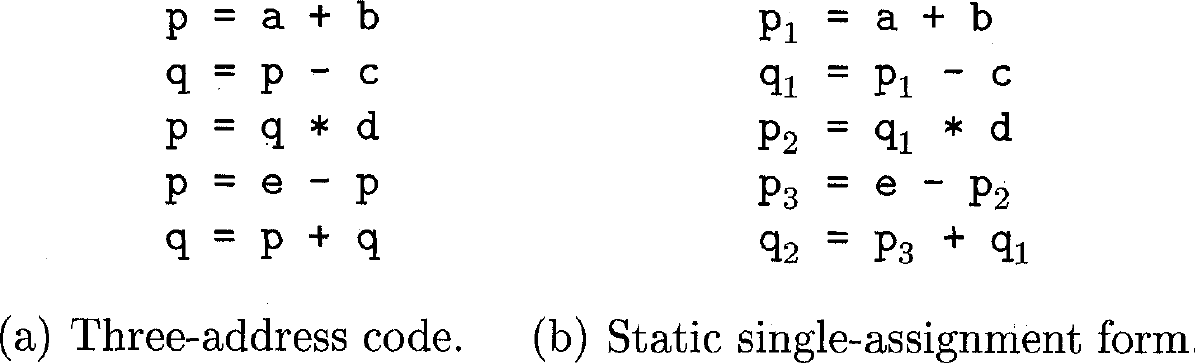 p = a + b
q = p - c
p = q * d
p = e - p
q = p + q
(a) Three-address code.
p₁ = a + b
q₁ = p₁ - c
p₂ = q₁ * d
p₃ = e - p₂
q₂ = p₃ + q₁
(b) Static single-assignment form.